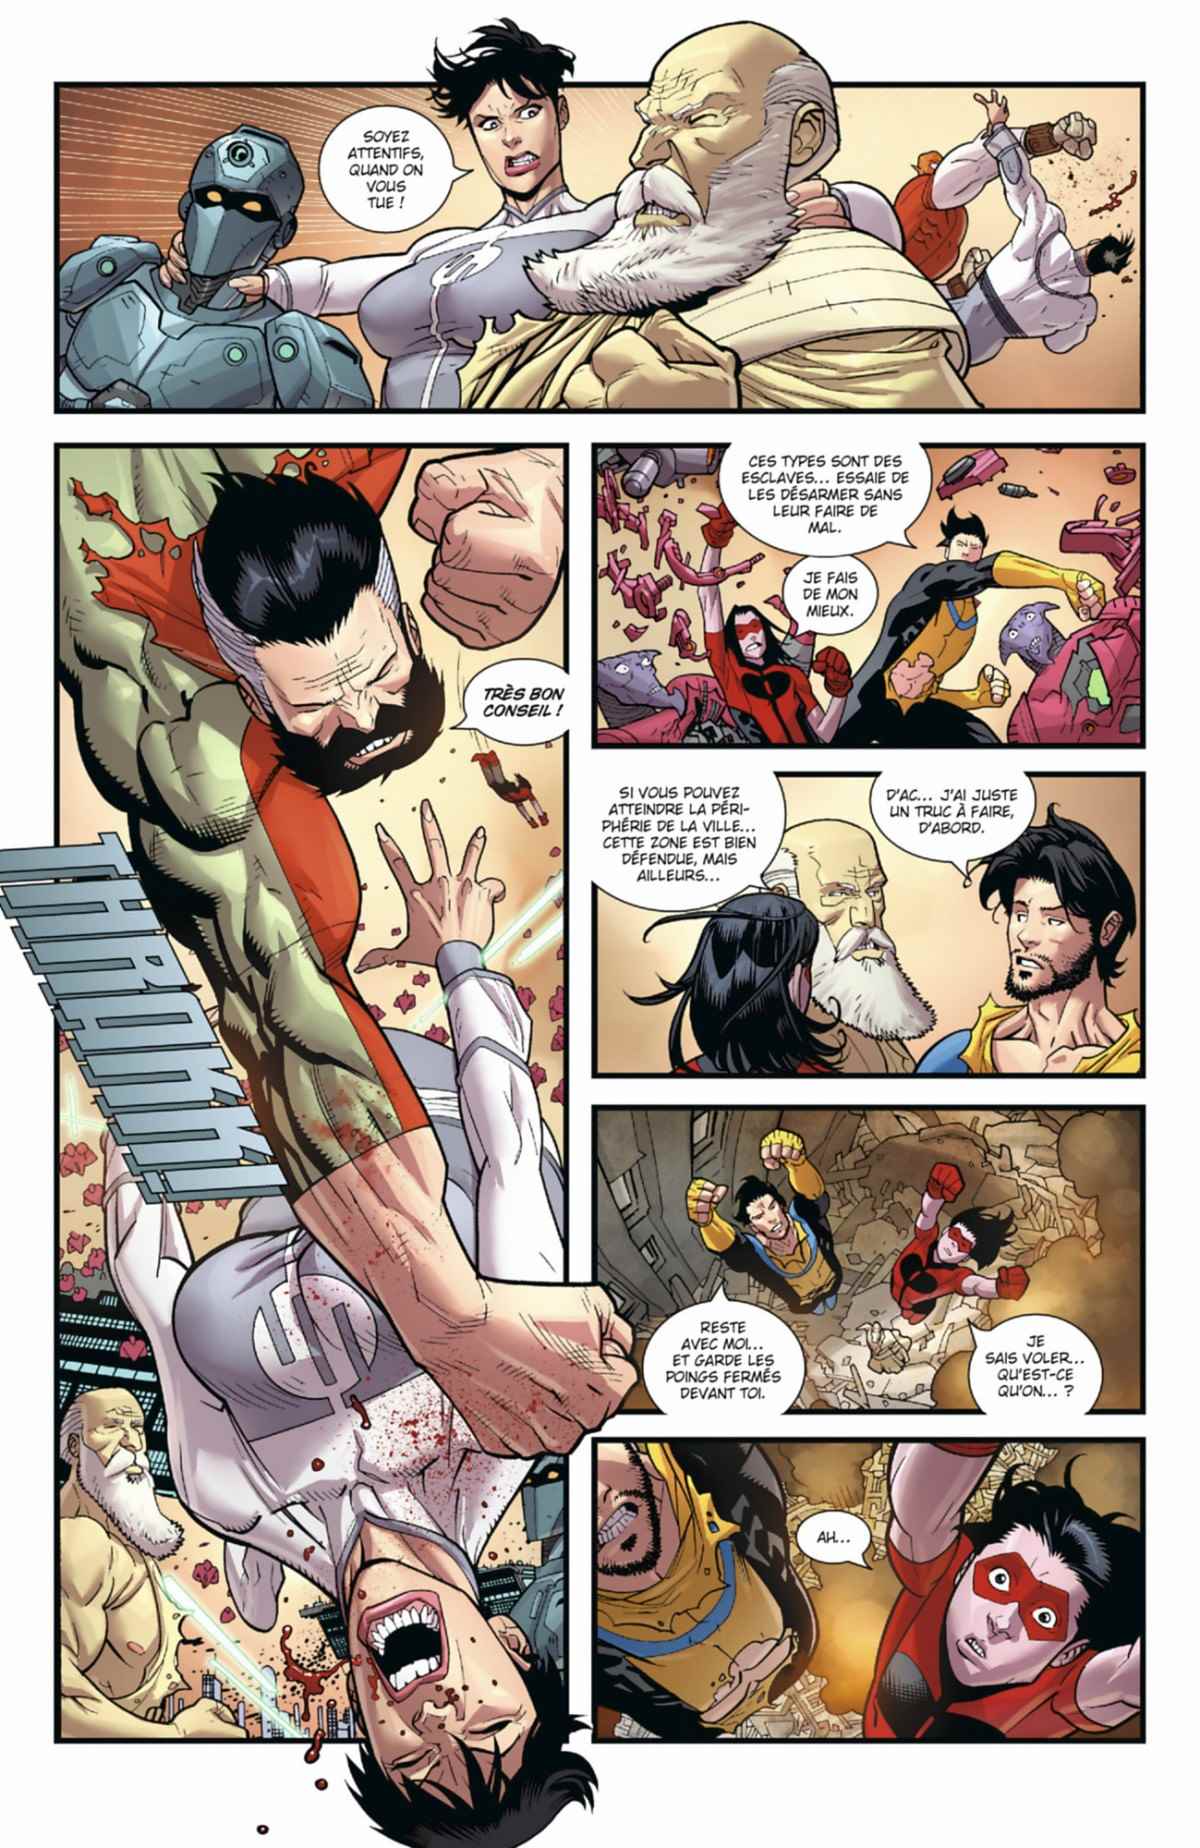 SOYEZ
ATTENTIFS,
QUAND ON
VOUS
TUE !
TRÈS BON
CONSEIL !
THRAKK!
CES TYPES SONT DES
ESCLAVES... ESSAIE DE
LES DÉSARMER SANS
LEUR FAIRE DE
MAL.
JE FAIS
DE MON
MIEUX.
SI VOUS POUVEZ
ATTEINDRE LA PÉRI-
PHÉRIE DE LA VILLE...
CETTE ZONE EST BIEN
DÉFENDUE, MAIS
AILLEURS...
D'AC... J'AI JUSTE
UN TRUC À FAIRE,
D'ABORD.
RESTE
AVEC MOI...
ET GARDE LES
POINGS FERMÉS
DEVANT TOI.
JE
SAIS VOLER...
QU'EST-CE
QU'ON... ?
AH...